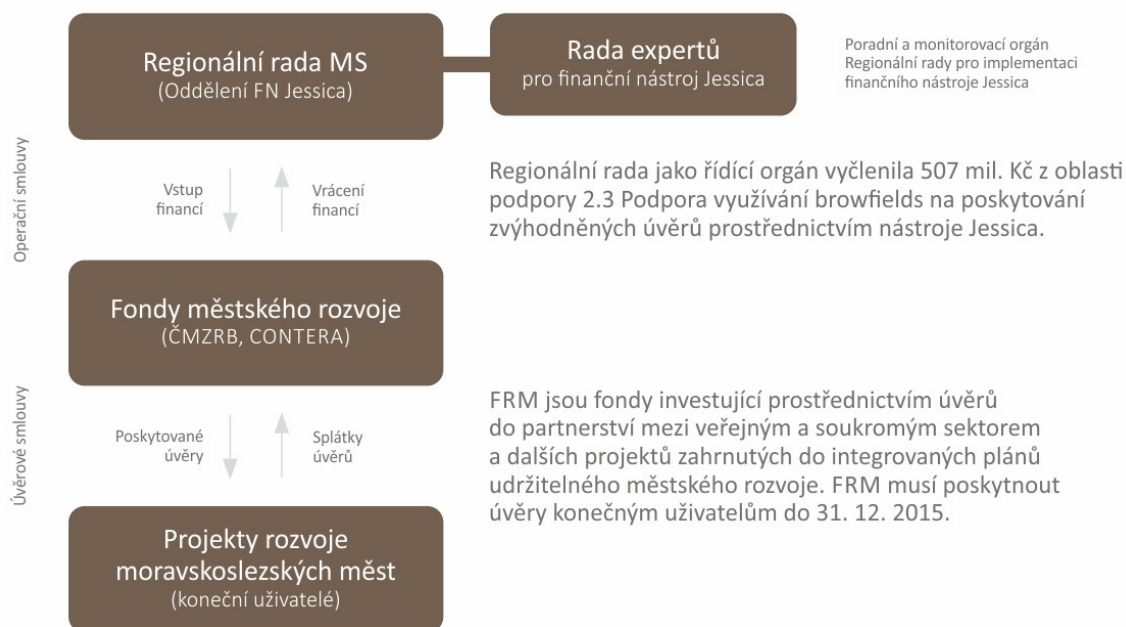 Regionální rada MS
(Oddělení FN Jessica)
Rada expertů
pro finanční nástroj Jessica
Poradní a monitorovací orgán
Regionální rady pro implementaci
finančního nástroje Jessica
Operační smlouvy
Vstup
financí
Vrácení
financí
Regionální rada jako řídící orgán vyčlenila 507 mil. Kč z oblasti
podpory 2.3 Podpora využívání browfields na poskytování
zvýhodněných úvěrů prostřednictvím nástroje Jessica.
Fondy městského rozvoje
(ČMZRB, CONTERA)
Úvěrové smlouvy
Poskytované
úvěry
Splátky
úvěrů
FRM jsou fondy investující prostřednictvím úvěrů
do partnerství mezi veřejným a soukromým sektorem
a dalších projektů zahrnutých do integrovaných plánů
udržitelného městského rozvoje. FRM musí poskytnout
úvěry konečným uživatelům do 31. 12. 2015.
Projekty rozvoje
moravskoslezských měst
(koneční uživatelé)